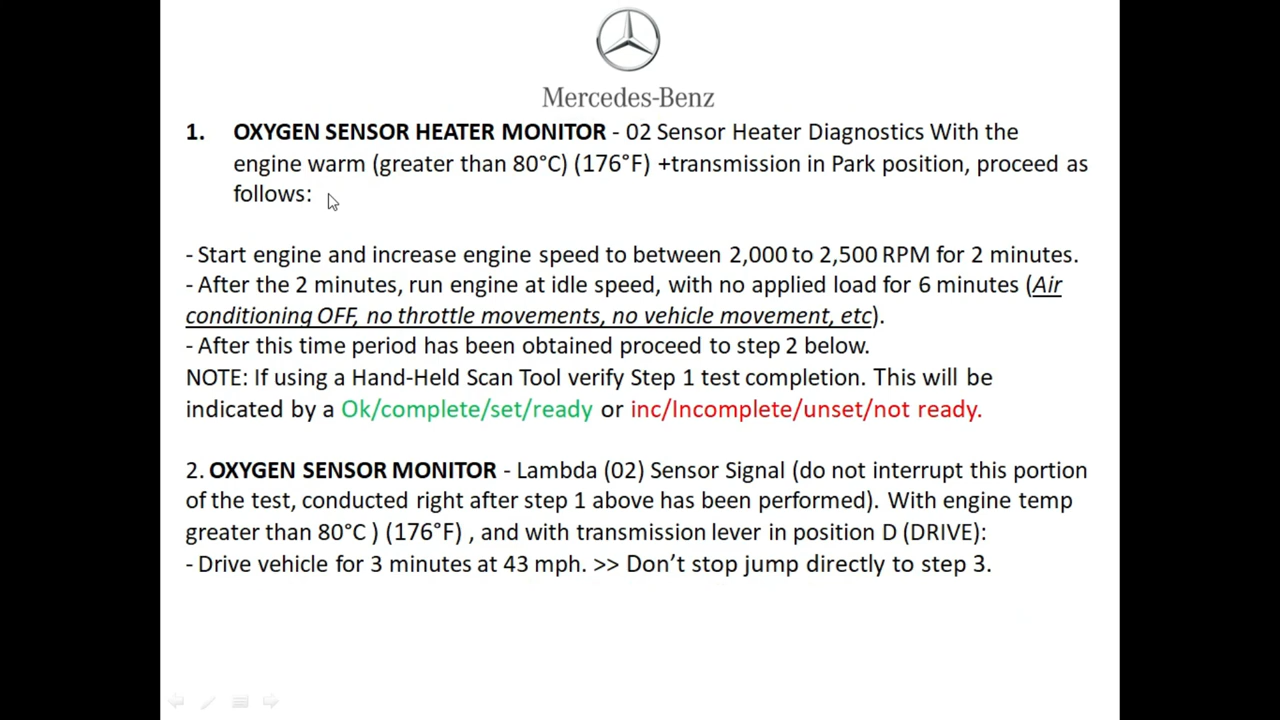 Mercedes-Benz
1. OXYGEN SENSOR HEATER MONITOR - 02 Sensor Heater Diagnostics With the
engine warm (greater than 80°C) (176°F) +transmission in Park position, proceed as
follows:
- Start engine and increase engine speed to between 2,000 to 2,500 RPM for 2 minutes.
- After the 2 minutes, run engine at idle speed, with no applied load for 6 minutes (Air
conditioning OFF, no throttle movements, no vehicle movement, etc).
- After this time period has been obtained proceed to step 2 below.
NOTE: If using a Hand-Held Scan Tool verify Step 1 test completion. This will be
indicated by a Ok/complete/set/ready or inc/Incomplete/unset/not ready.
2. OXYGEN SENSOR MONITOR - Lambda (02) Sensor Signal (do not interrupt this portion
of the test, conducted right after step 1 above has been performed). With engine temp
greater than 80°C ) (176°F) , and with transmission lever in position D (DRIVE):
- Drive vehicle for 3 minutes at 43 mph. >> Don’t stop jump directly to step 3.